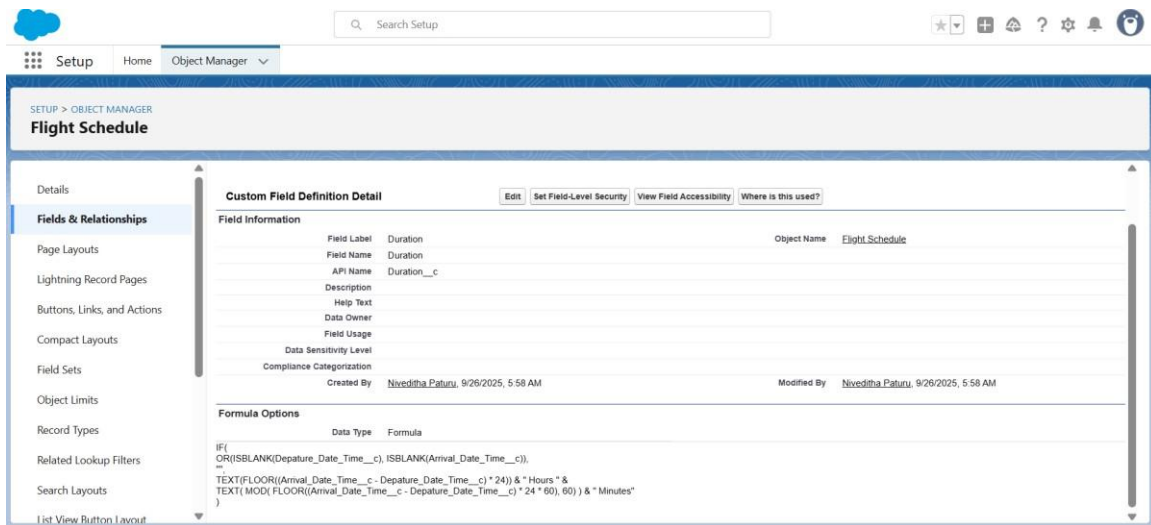 Search Setup
Setup Home Object Manager
SETUP > OBJECT MANAGER
Flight Schedule
Details
Fields & Relationships
Page Layouts
Lightning Record Pages
Buttons, Links, and Actions
Compact Layouts
Field Sets
Object Limits
Record Types
Related Lookup Filters
Search Layouts
List View Button Layout
Custom Field Definition Detail Edit Set Field-Level Security View Field Accessibility Where is this used?
Field Information
Field Label Duration Object Name Flight Schedule
Field Name Duration
API Name Duration__c
Description
Help Text
Data Owner
Field Usage
Data Sensitivity Level
Compliance Categorization
Created By Niveditha Paturu, 9/26/2025, 5:58 AM Modified By Niveditha Paturu, 9/26/2025, 5:58 AM
Formula Options
Data Type Formula
IF(
OR(ISBLANK(Depature_Date_Time__c), ISBLANK(Arrival_Date_Time__c)),
"",
TEXT(FLOOR((Arrival_Date_Time__c - Depature_Date_Time__c) * 24)) & " Hours " &
TEXT( MOD( FLOOR((Arrival_Date_Time__c - Depature_Date_Time__c) * 24 * 60), 60) ) & " Minutes"
)